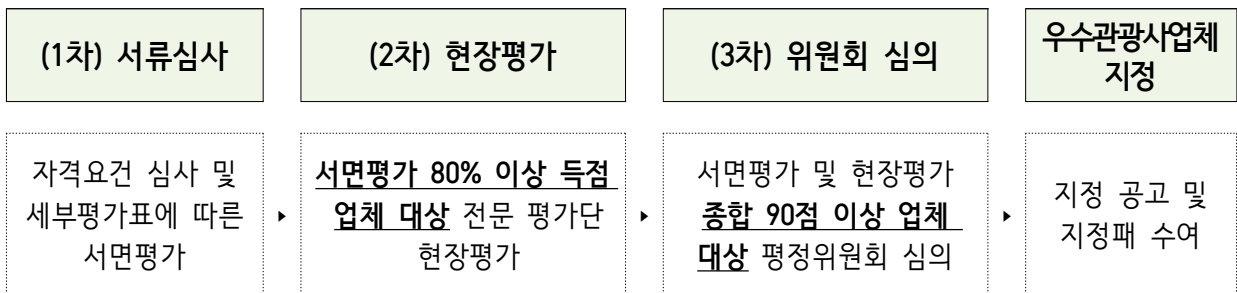 (1차) 서류심사
(2차) 현장평가
(3차) 위원회 심의
우수관광사업체
지정
자격요건 심사 및
세부평가표에 따른
서면평가
▶
서면평가 80% 이상 득점
업체 대상 전문 평가단
현장평가
▶
서면평가 및 현장평가
종합 90점 이상 업체
대상 평정위원회 심의
▶
지정 공고 및
지정패 수여